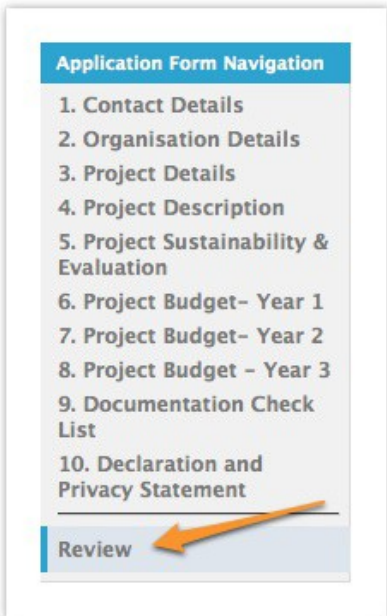 Application Form Navigation
1. Contact Details
2. Organisation Details
3. Project Details
4. Project Description
5. Project Sustainability &
Evaluation
6. Project Budget– Year 1
7. Project Budget– Year 2
8. Project Budget – Year 3
9. Documentation Check
List
10. Declaration and
Privacy Statement
Review